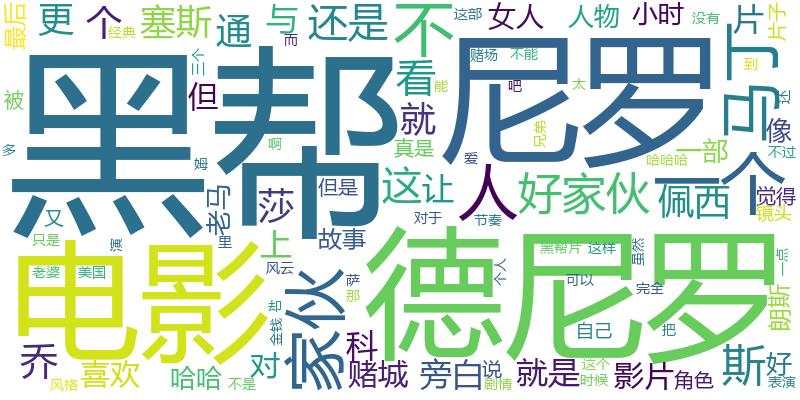 最后
更
个
经典
塞斯
通
与
而
还是
不
这部
女人
人物
小时
没有
片
片子
三个
赌场
不能
到
黑帮
尼罗
马丁
被
但
看
能
吧
太
还
多
就
真是
兄弟
像
不过
啊
姆
爱
哈哈哈
一部
一个
又
老马
莎
但是
这
让
人
好家伙
佩西
觉得
镜头
对于
节奏
只是
演
里
上
故事
电影
德尼罗
黑帮片
这样
虽然
一点
老婆
美国
风云
萨
那
个人
可以
完全
朗斯
家伙
却
金钱
自己
把
乔
科
斯
喜欢
哈哈
对
赌城
旁白
说
就是
影片
这个
好
风格
不是
剧情
时候
角色
表演